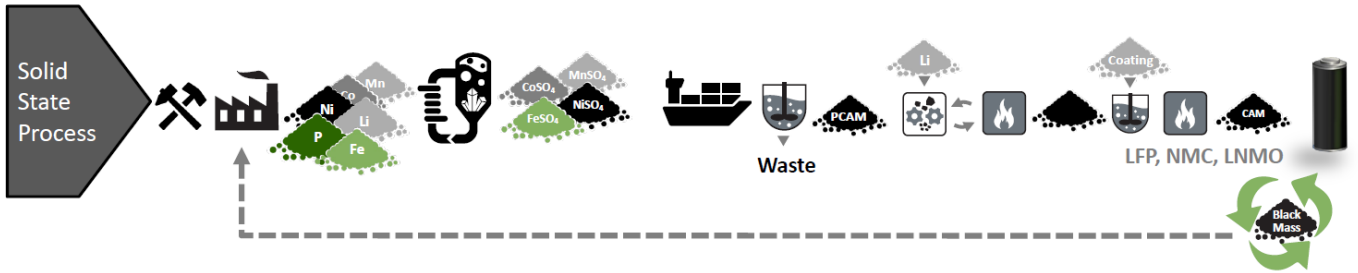 Solid
State
Process
Mn
Co
Ni
Li
P
Fe
MnSO₄
CoSO₄
NiSO₄
FeSO₄
Waste
PCAM
Li
Coating
CAM
LFP, NMC, LNMO
Black
Mass